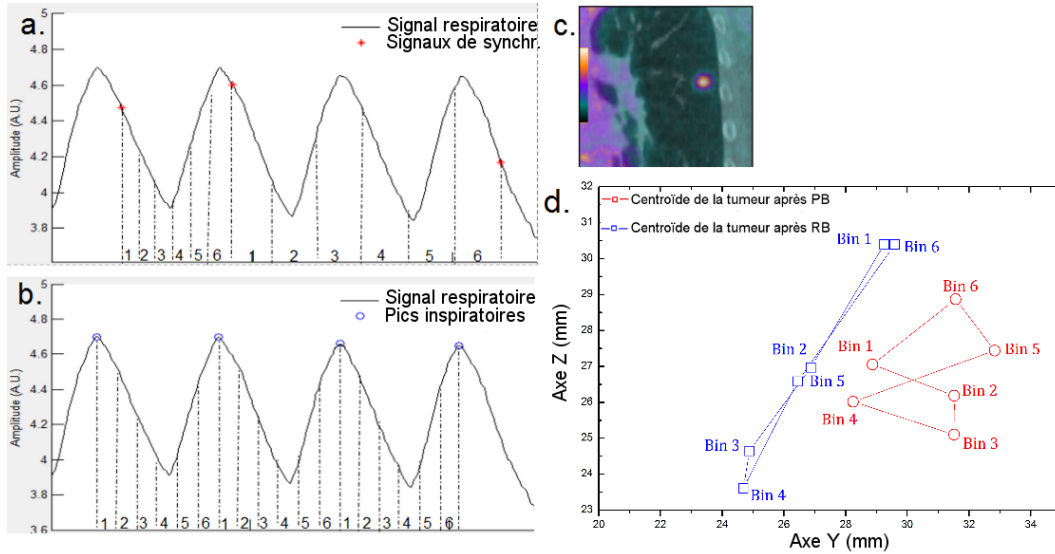 a.
5
4.8
4.6
4.4
4.2
4
3.8
Amplitude (A.U.)
Signal respiratoire
Signaux de synchr.
1 2 3 4 5 6 1 2 3 4 5 6
b.
5
4.8
4.6
4.4
4.2
4
3.8
3.6
Amplitude (A.U.)
Signal respiratoire
Pics inspiratoires
1 2 3 4 5 6 1 2 3 4 5 6 1 2 3 4 5 6
c.
d.
32
31
30
29
28
27
26
25
24
23
Axe Z (mm)
Centroïde de la tumeur après PB
Centroïde de la tumeur après RB
Bin 1
Bin 6
Bin 6
Bin 2
Bin 1
Bin 5
Bin 5
Bin 2
Bin 4
Bin 3
Bin 3
Bin 4
20 22 24 26 28 30 32 34
Axe Y (mm)